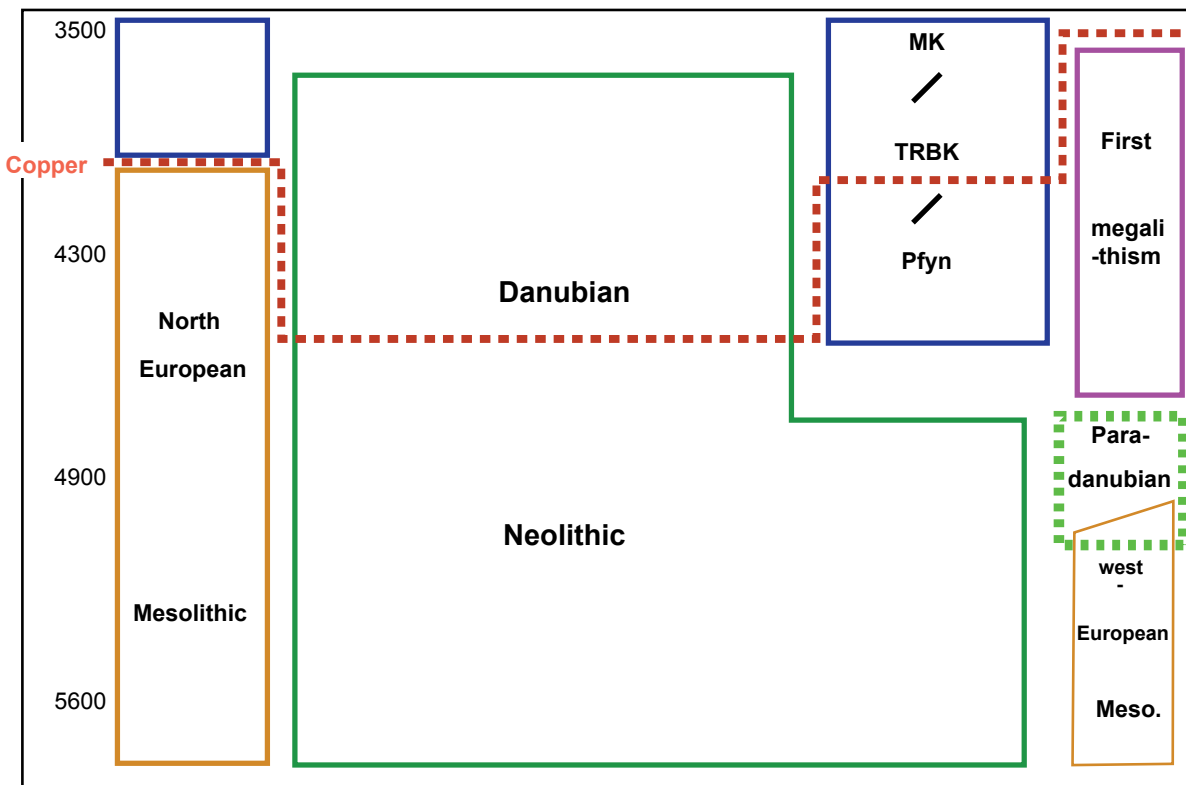 3500
Copper
4300
4900
5600
North
European
Mesolithic
Danubian
Neolithic
MK
TRBK
Pfyn
First
megali
-thism
Para-
danubian
west
-
European
Meso.